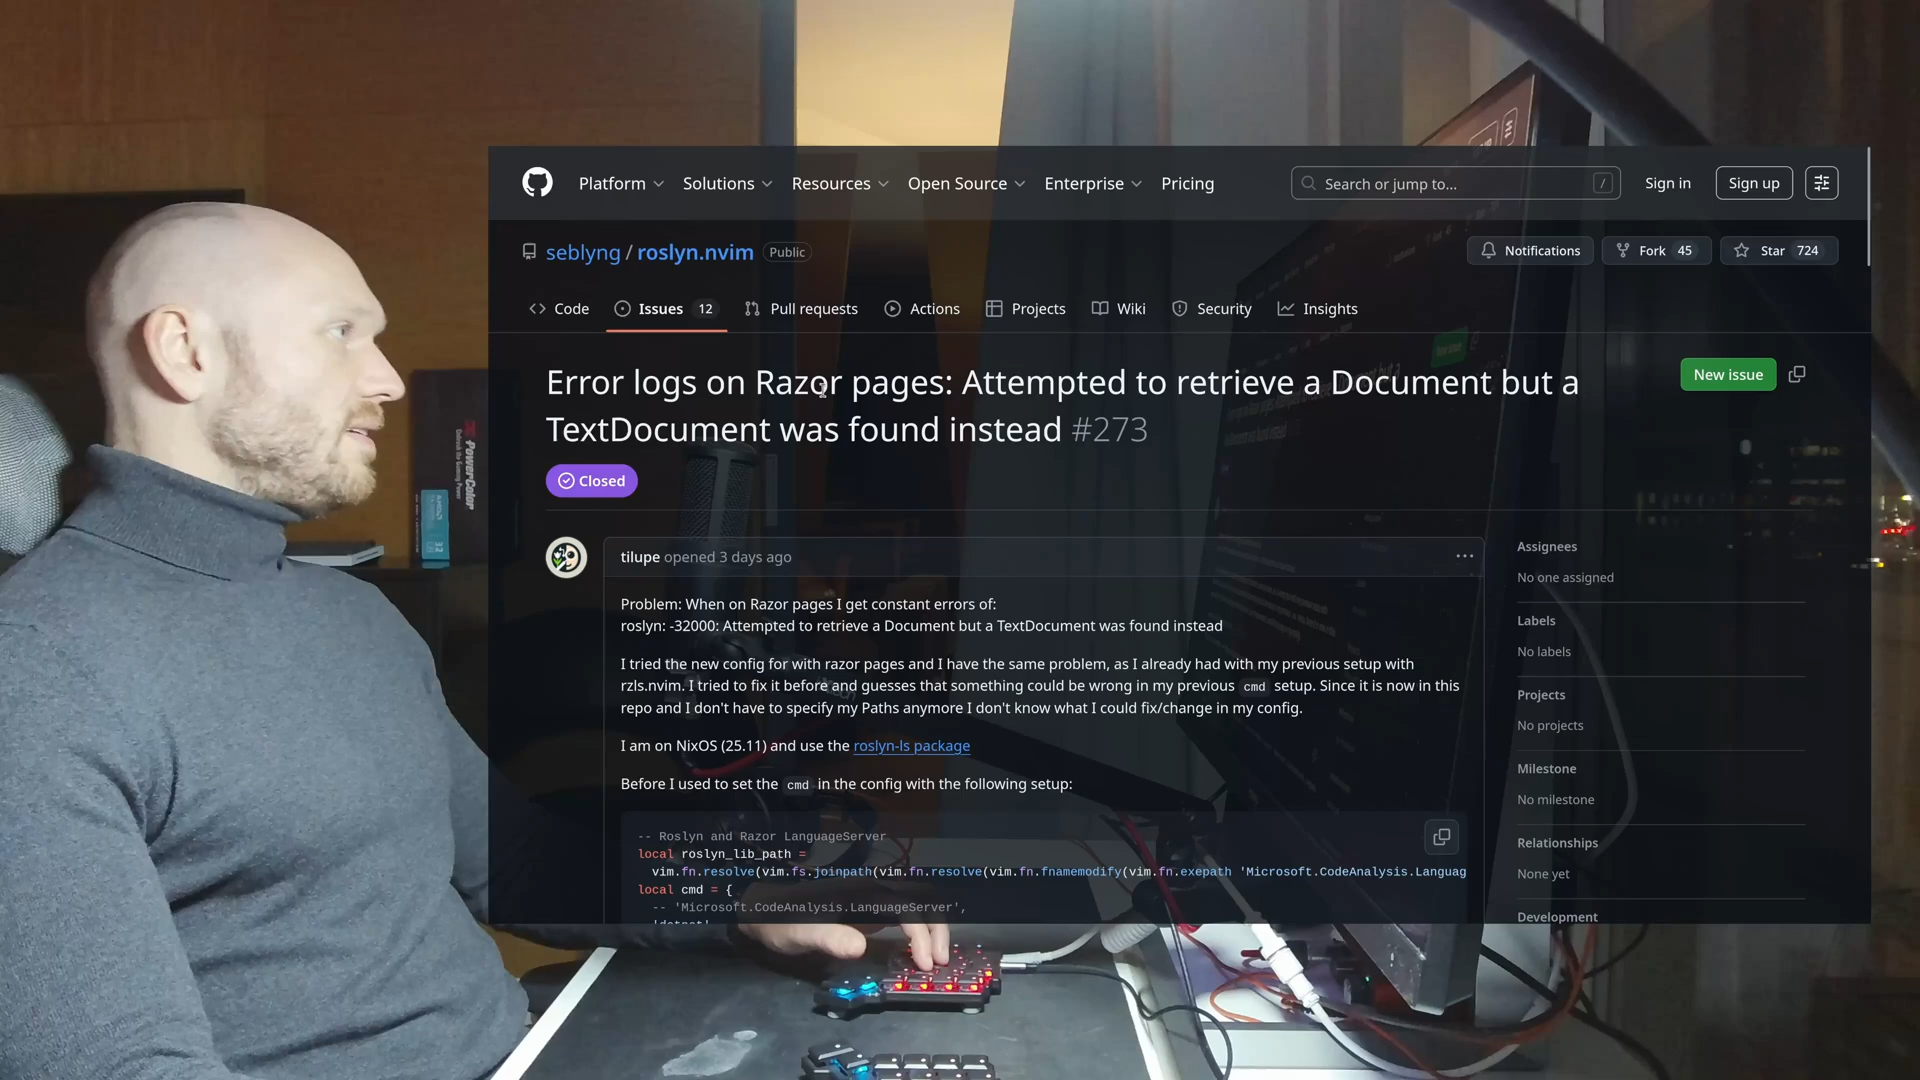 Platform Solutions Resources Open Source Enterprise Pricing Search or jump to... / Sign in Sign up
seblyng / roslyn.nvim Public Notifications Fork 45 Star 724
Code Issues 12 Pull requests Actions Projects Wiki Security Insights
Error logs on Razor pages: Attempted to retrieve a Document but a
TextDocument was found instead #273
New issue
Closed
tilupe opened 3 days ago
Problem: When on Razor pages I get constant errors of:
roslyn: -32000: Attempted to retrieve a Document but a TextDocument was found instead
I tried the new config for with razor pages and I have the same problem, as I already had with my previous setup with
rzls.nvim. I tried to fix it before and guesses that something could be wrong in my previous cmd setup. Since it is now in this
repo and I don't have to specify my Paths anymore I don't know what I could fix/change in my config.
I am on NixOS (25.11) and use the roslyn-ls package
Before I used to set the cmd in the config with the following setup:
-- Roslyn and Razor LanguageServer
local roslyn_lib_path =
vim.fn.resolve(vim.fs.joinpath(vim.fn.resolve(vim.fn.fnamemodify(vim.fn.exepath 'Microsoft.CodeAnalysis.Languag
local cmd = {
-- 'Microsoft.CodeAnalysis.LanguageServer',
'dotnet'
Assignees
No one assigned
Labels
No labels
Projects
No projects
Milestone
No milestone
Relationships
None yet
Development
PowerColor
Unleash the Gaming Power
AMD
32